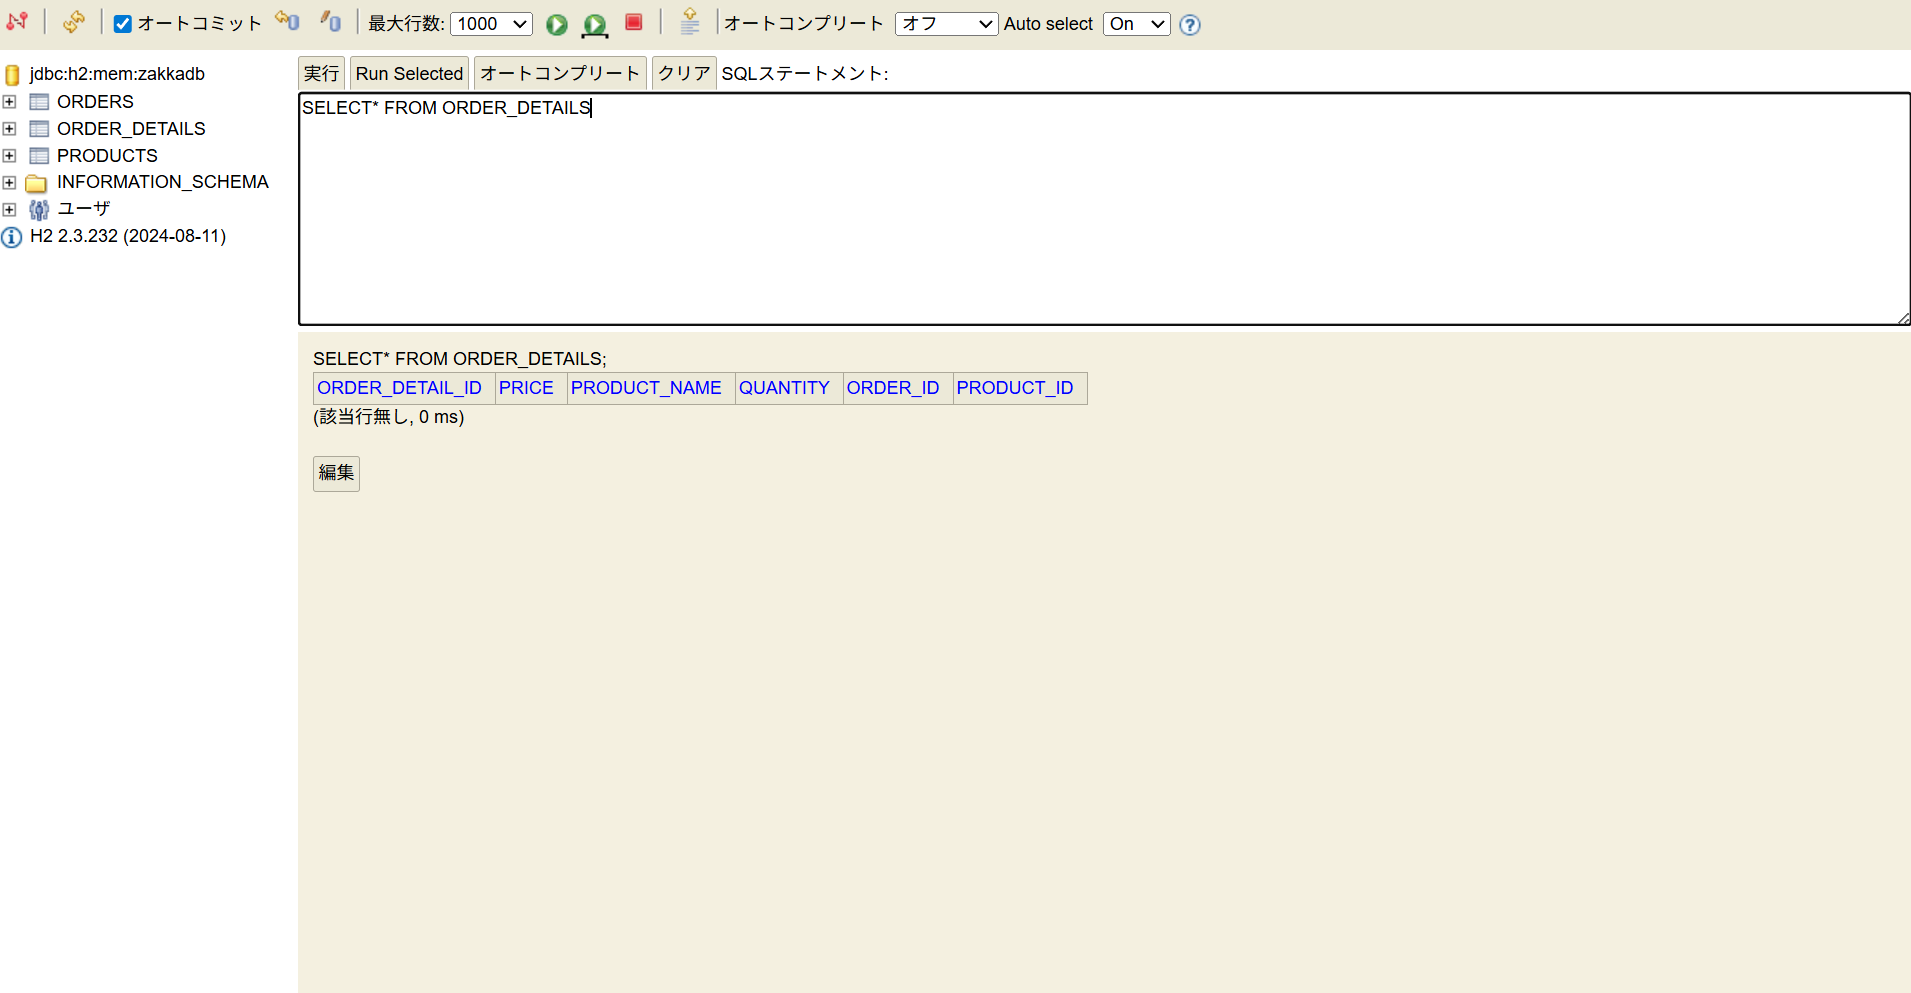 オートコミット 最大行数: 1000 オートコンプリート オフ Auto select On
jdbc:h2:mem:zakkadb
ORDERS
ORDER_DETAILS
PRODUCTS
INFORMATION_SCHEMA
ユーザ
H2 2.3.232 (2024-08-11)
実行 Run Selected オートコンプリート クリア SQLステートメント:
SELECT* FROM ORDER_DETAILS
SELECT* FROM ORDER_DETAILS;
ORDER_DETAIL_ID PRICE PRODUCT_NAME QUANTITY ORDER_ID PRODUCT_ID
(該当行無し, 0 ms)
編集